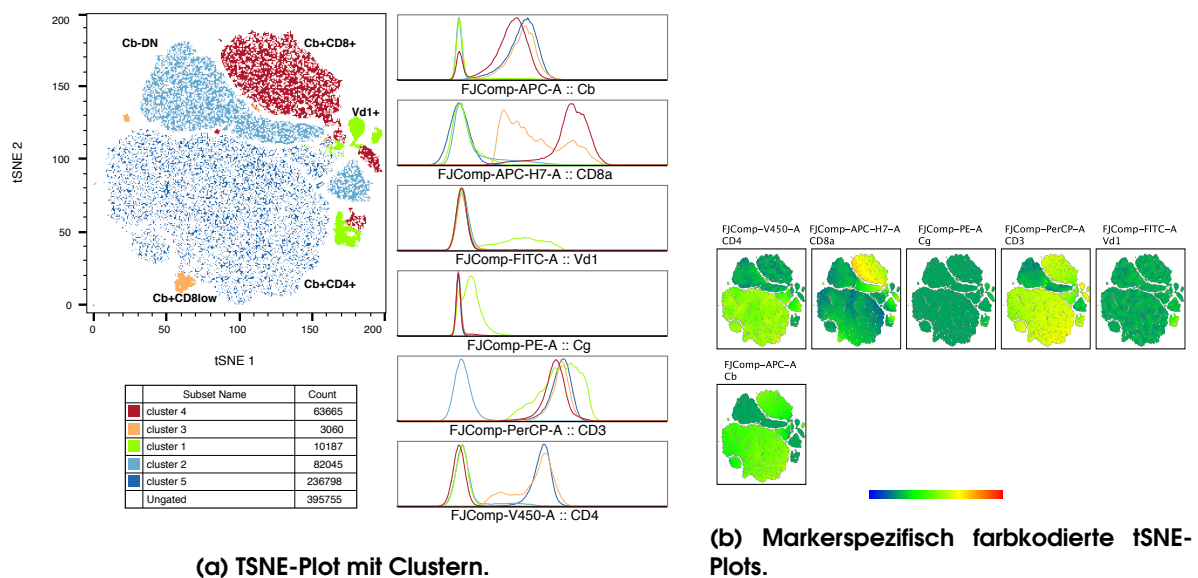 200
150
100
50
0
tSNE 2
Cb-DN
Cb+CD8+
Vd1+
Cb+CD8low
Cb+CD4+
0 50 100 150 200
tSNE 1
Subset Name Count
cluster 4 63665
cluster 3 3060
cluster 1 10187
cluster 2 82045
cluster 5 236798
Ungated 395755
FJComp-APC-A :: Cb
FJComp-APC-H7-A :: CD8a
FJComp-FITC-A :: Vd1
FJComp-PE-A :: Cg
FJComp-PerCP-A :: CD3
FJComp-V450-A :: CD4
(a) TSNE-Plot mit Clustern.
FJComp-V450-A
CD4
FJComp-APC-H7-A
CD8a
FJComp-PE-A
Cg
FJComp-PerCP-A
CD3
FJComp-FITC-A
Vd1
FJComp-APC-A
Cb
(b) Markerspezifisch farbkodierte tSNE-
Plots.